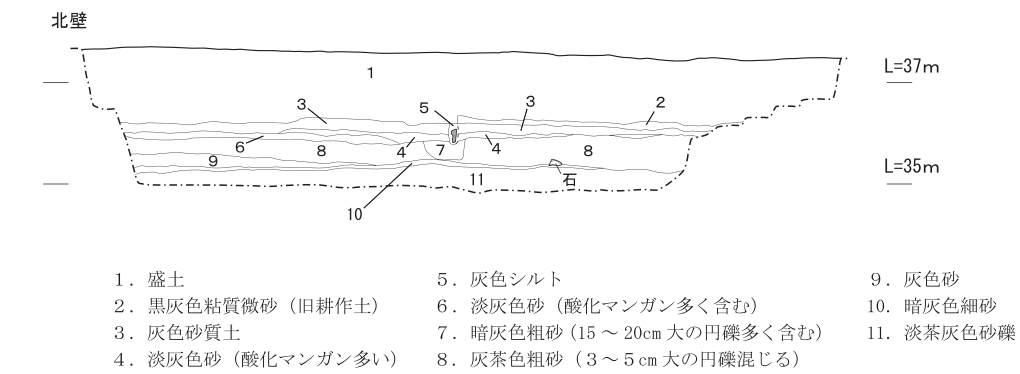 北壁
1
L=37m
3
5
3
2
6
8
4
7
4
8
9
L=35m
11
石
10
1．盛土
2．黒灰色粘質微砂（旧耕作土）
3．灰色砂質土
4．淡灰色砂（酸化マンガン多い）
5．灰色シルト
6．淡灰色砂（酸化マンガン多く含む）
7．暗灰色粗砂（15～20cm大の円礫多く含む）
8．灰茶色粗砂（3～5cm大の円礫混じる）
9．灰色砂
10．暗灰色細砂
11．淡茶灰色砂礫